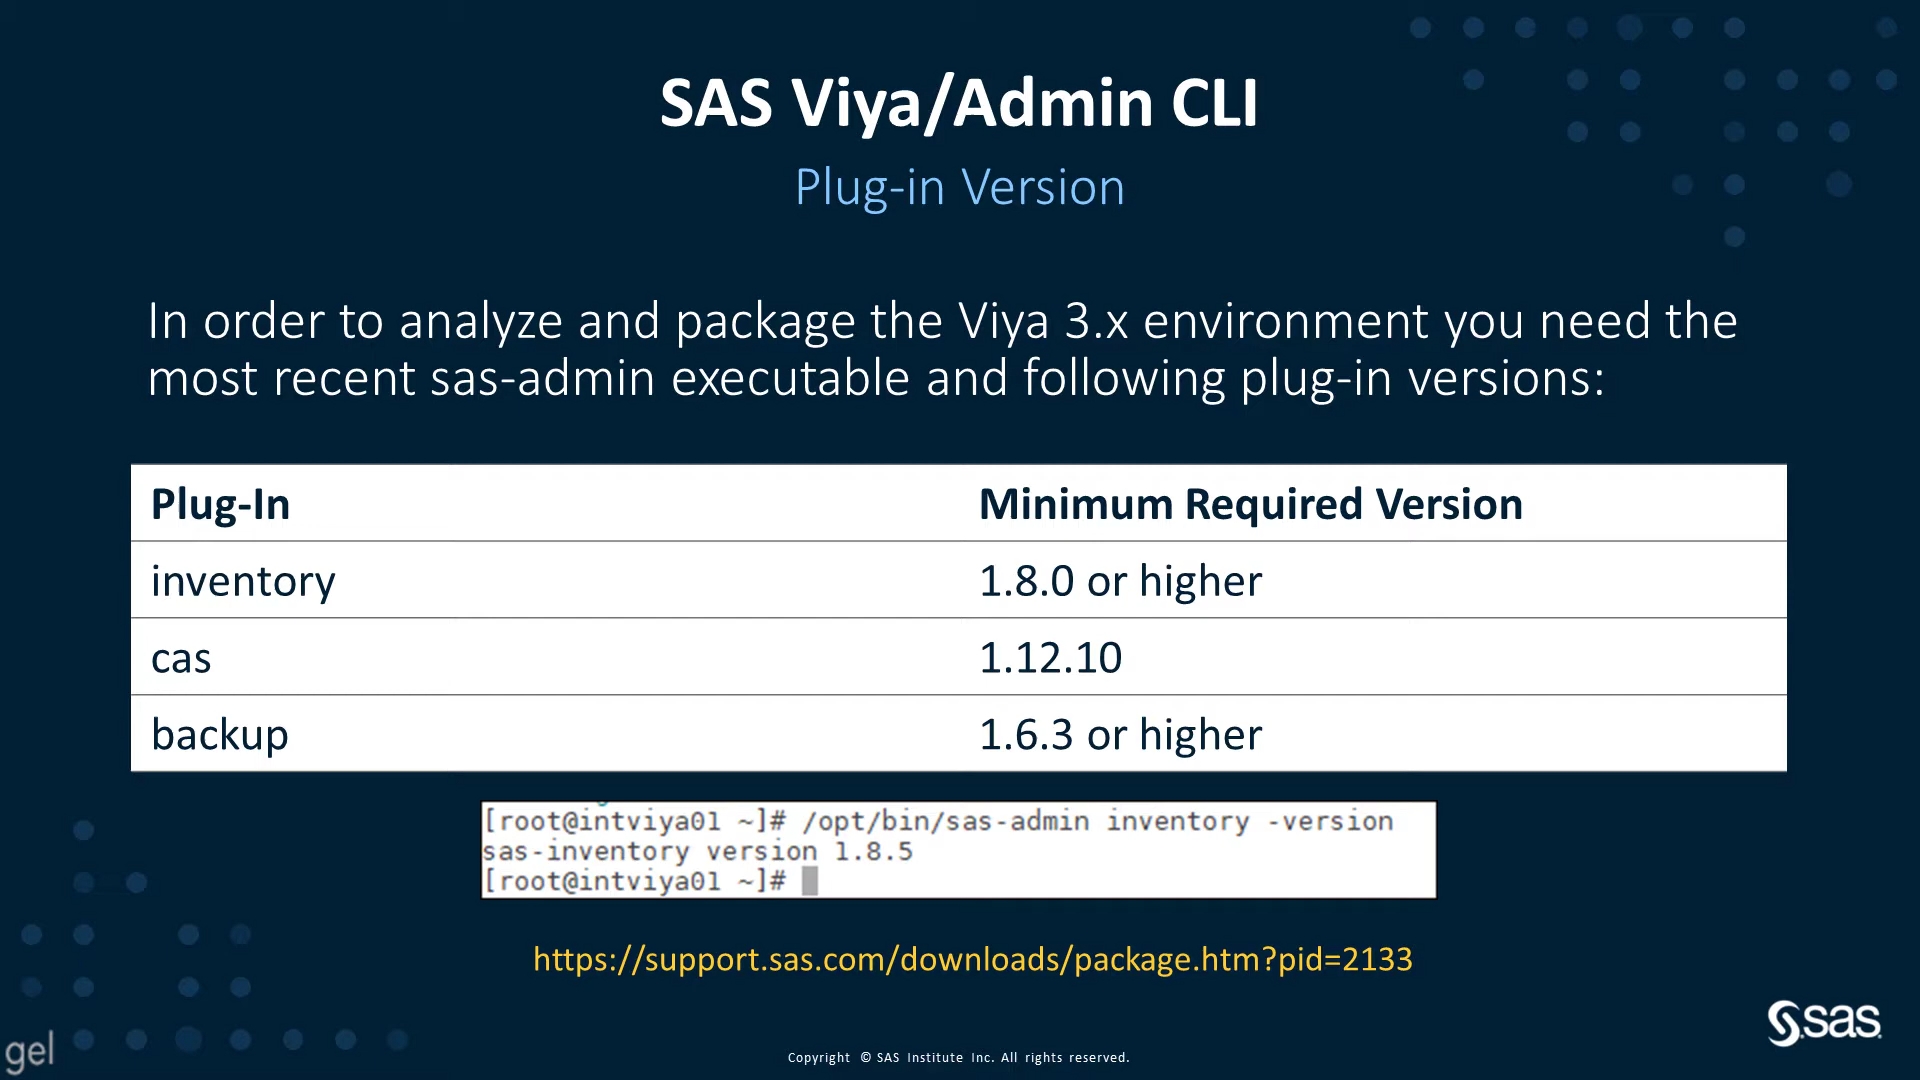 SAS Viya/Admin CLI
Plug-in Version
In order to analyze and package the Viya 3.x environment you need the
most recent sas-admin executable and following plug-in versions:
Plug-In Minimum Required Version
inventory 1.8.0 or higher
cas 1.12.10
backup 1.6.3 or higher
[root@intviya01 ~]# /opt/bin/sas-admin inventory -version
sas-inventory version 1.8.5
[root@intviya01 ~]#
https://support.sas.com/downloads/package.htm?pid=2133
sas
gel
Copyright © SAS Institute Inc. All rights reserved.